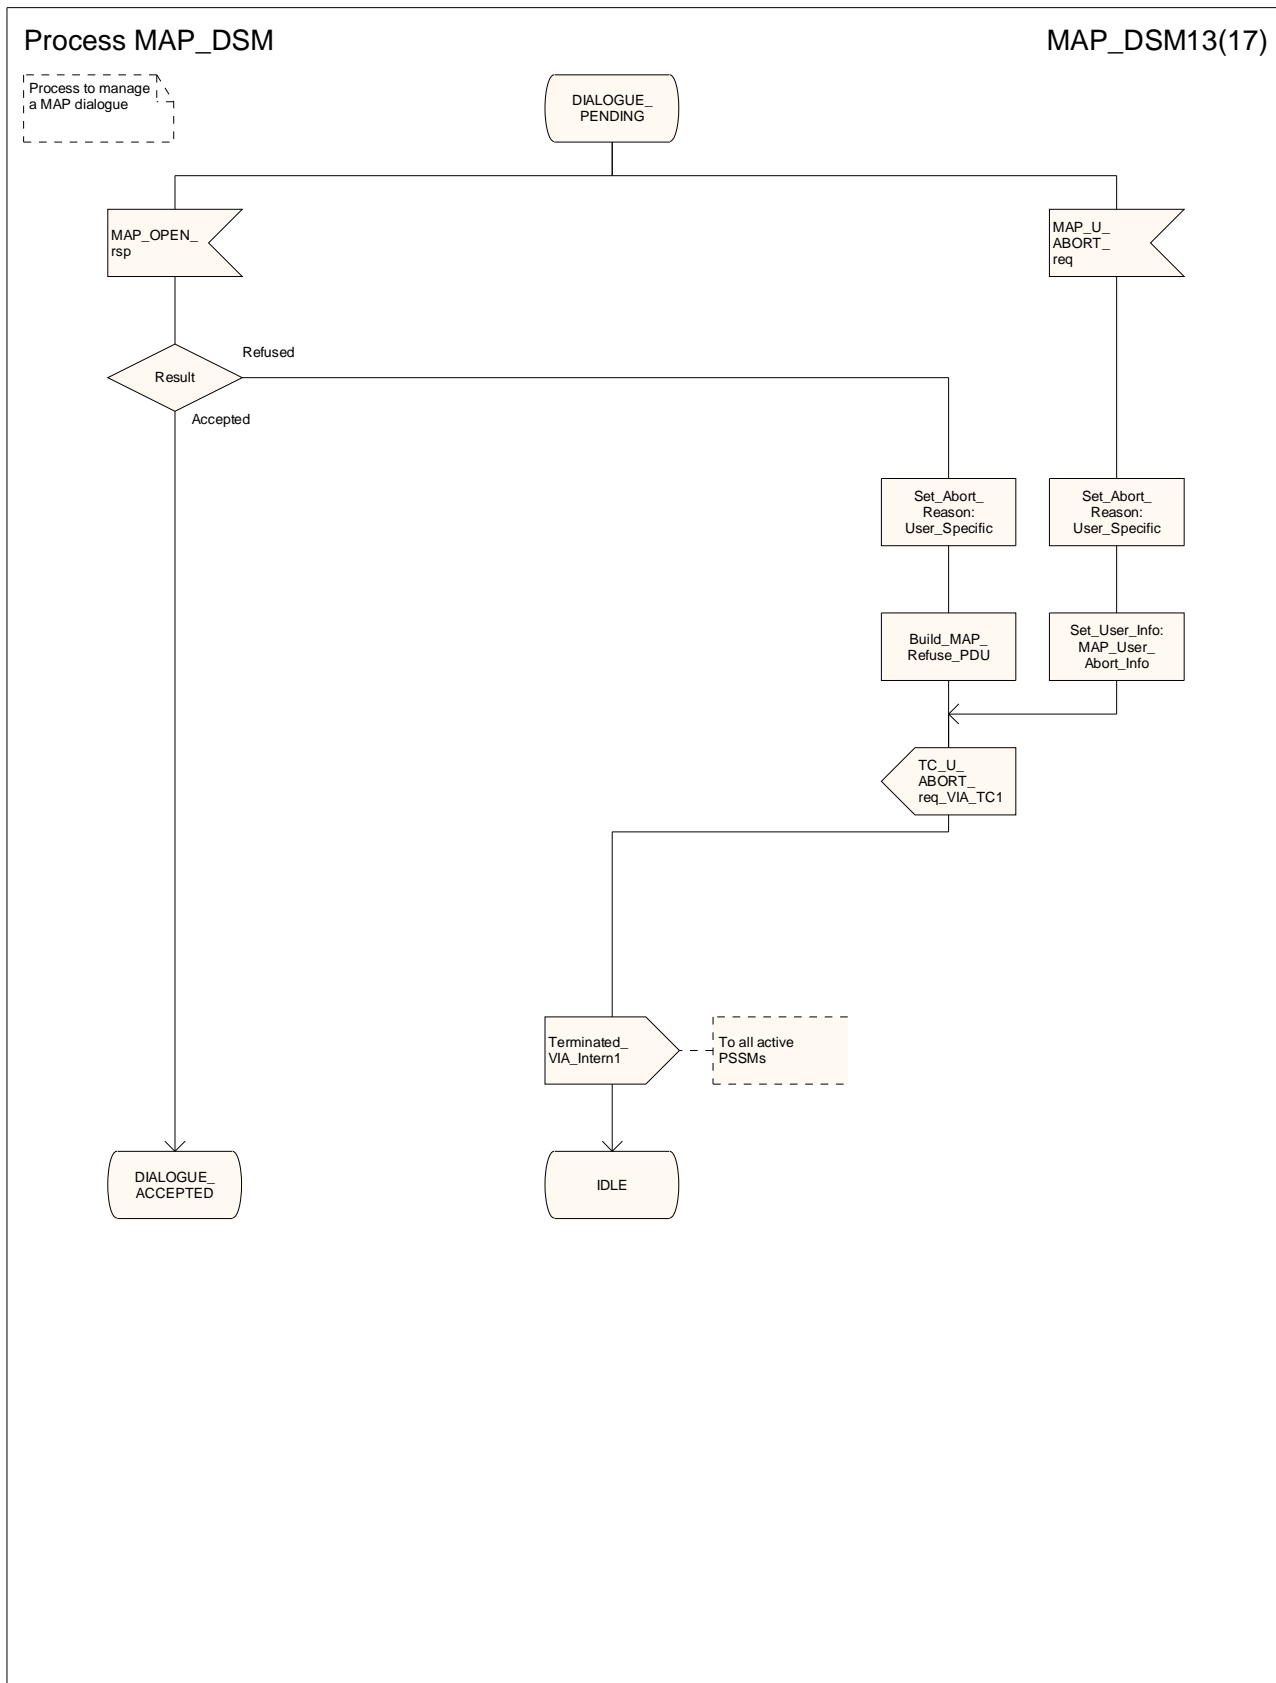 Process MAP_DSM
MAP_DSM13(17)
Process to manage
a MAP dialogue
DIALOGUE_
PENDING
MAP_OPEN_
rsp
MAP_U_
ABORT_
req
Result
Refused
Accepted
Set_Abort_
Reason:
User_Specific
Set_Abort_
Reason:
User_Specific
Build_MAP_
Refuse_PDU
Set_User_Info:
MAP_User_
Abort_Info
TC_U_
ABORT_
req_VIA_TC1
Terminated_
VIA_Intern1
To all active
PSSMs
DIALOGUE_
ACCEPTED
IDLE